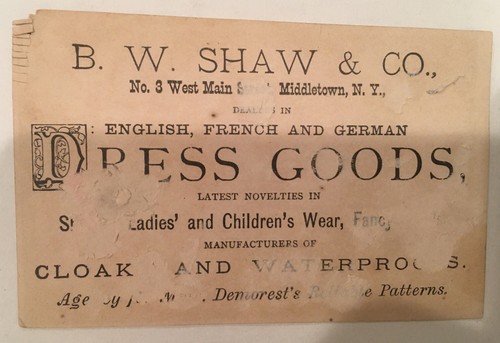 B. W. SHAW & CO.,
No. 3 West Main Middletown, N. Y.,
IN
ENGLISH, FRENCH AND GERMAN
DRESS GOODS,
LATEST NOVELTIES IN
Ladies' and Children's Wear,
MANUFACTURERS OF
CLOAK AND
Demorest's Patterns.